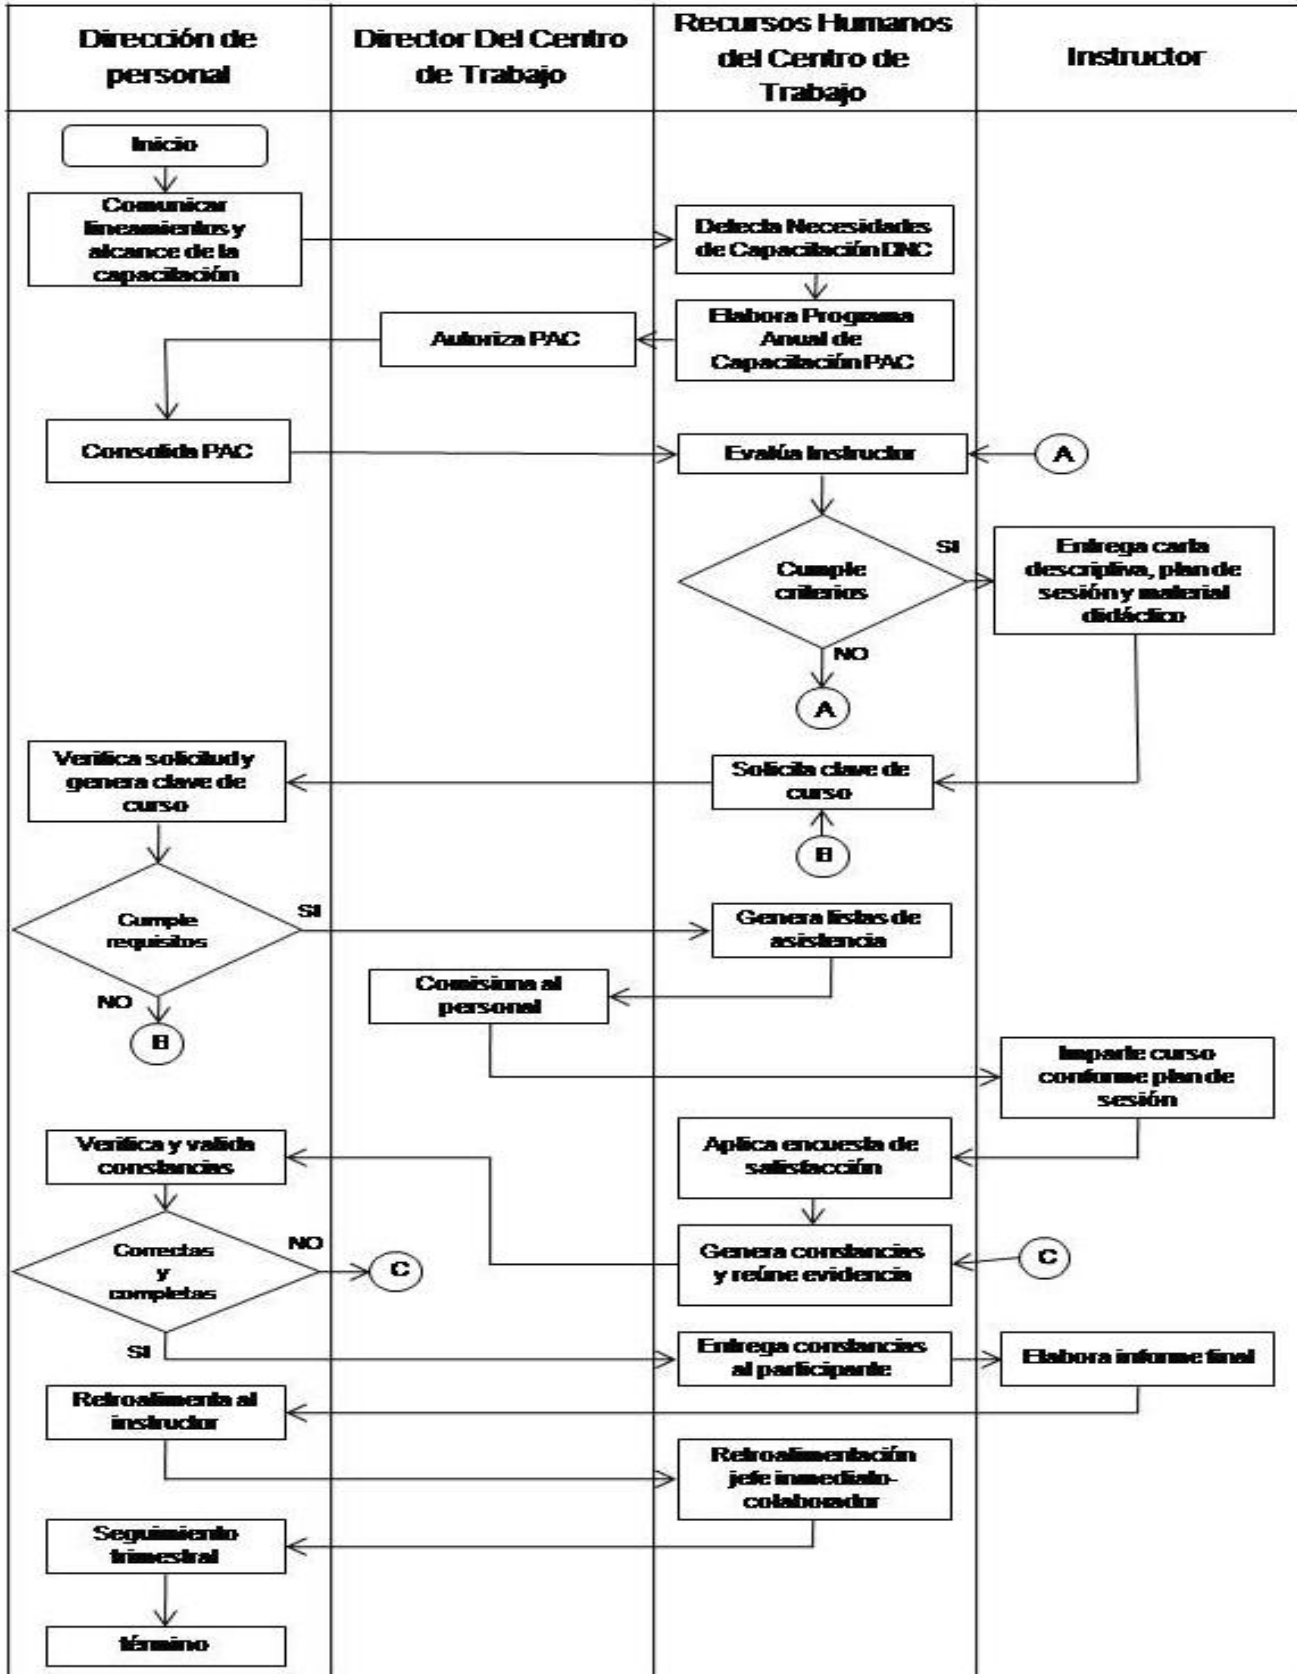 Dirección de
personal
Director Del Centro
de Trabajo
Recursos Humanos
del Centro de
Trabajo
Instructor
Inicio
Comunicar
lineamientos y
alcance de la
capacitación
Detecta Necesidades
de Capacitación DNC
Elabora Programa
Anual de
Capacitación PAC
Autoriza PAC
Consolida PAC
Evalúa Instructor
A
Cumple
criterios
SI
Entrega carta
descriptiva, plan de
sesión y material
didáctico
NO
A
Verifica solicitud y
genera clave de
curso
Solicita clave de
curso
B
Cumple
requisitos
SI
Genera listas de
asistencia
NO
B
Comisiona al
personal
Imparte curso
conforme plan de
sesión
Verifica y valida
constancias
Aplica encuesta de
satisfacción
Correctas
y
completas
NO
C
Genera constancias
y reúne evidencia
C
SI
Entrega constancias
al participante
Elabora informe final
Retroalimenta al
instructor
Retroalimentación
jefe inmediato-
colaborador
Seguimiento
trimestral
término